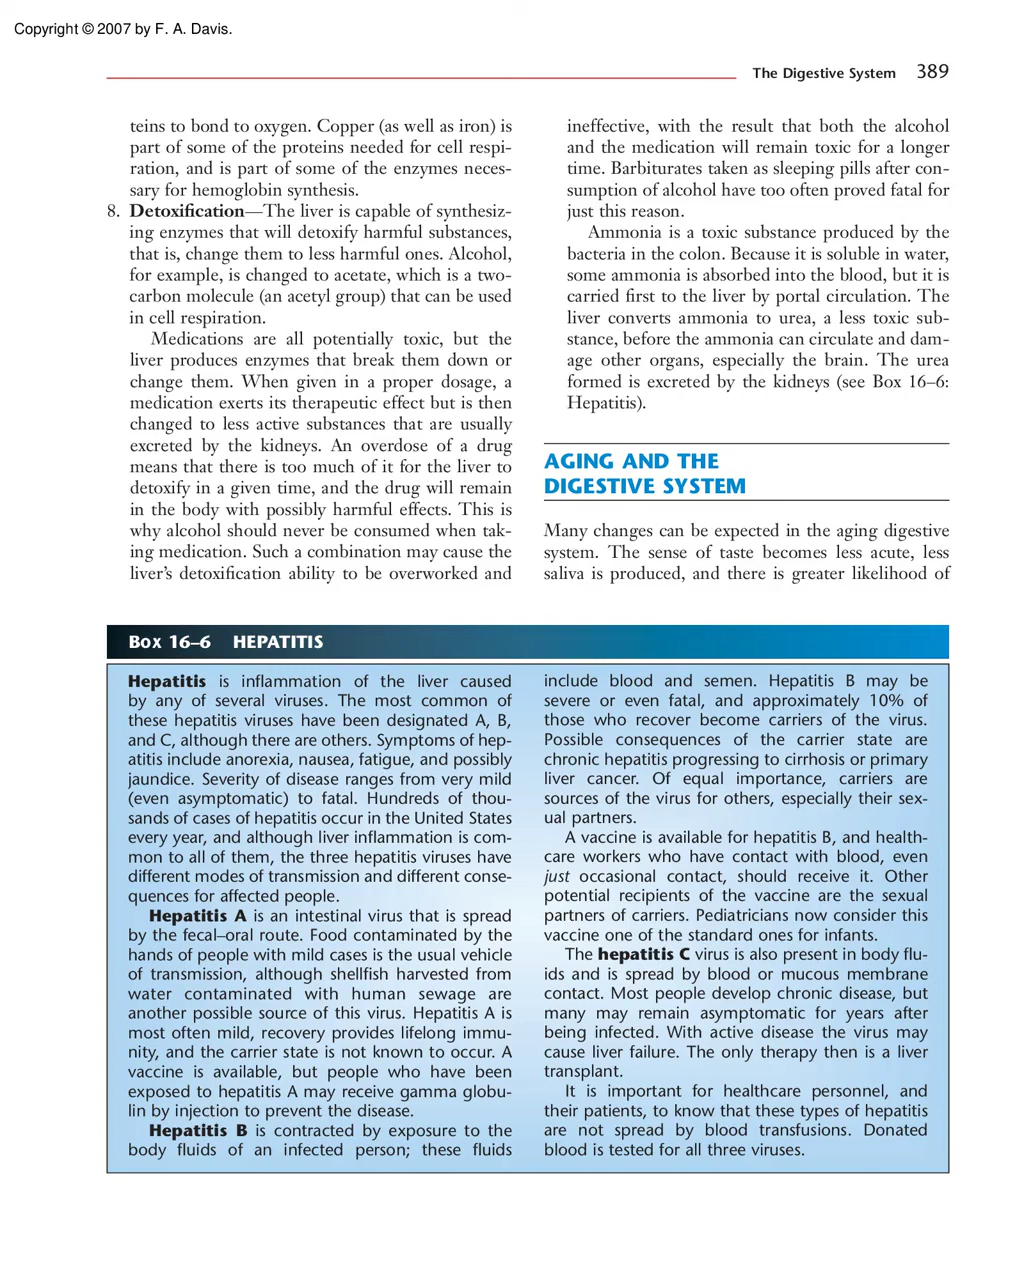 Copyright © 2007 by F. A. Davis.
The Digestive System 389
teins to bond to oxygen. Copper (as well as iron) is
part of some of the proteins needed for cell respi-
ration, and is part of some of the enzymes neces-
sary for hemoglobin synthesis.
8. Detoxification—The liver is capable of synthesiz-
ing enzymes that will detoxify harmful substances,
that is, change them to less harmful ones. Alcohol,
for example, is changed to acetate, which is a two-
carbon molecule (an acetyl group) that can be used
in cell respiration.
Medications are all potentially toxic, but the
liver produces enzymes that break them down or
change them. When given in a proper dosage, a
medication exerts its therapeutic effect but is then
changed to less active substances that are usually
excreted by the kidneys. An overdose of a drug
means that there is too much of it for the liver to
detoxify in a given time, and the drug will remain
in the body with possibly harmful effects. This is
why alcohol should never be consumed when tak-
ing medication. Such a combination may cause the
liver's detoxification ability to be overworked and
ineffective, with the result that both the alcohol
and the medication will remain toxic for a longer
time. Barbiturates taken as sleeping pills after con-
sumption of alcohol have too often proved fatal for
just this reason.
Ammonia is a toxic substance produced by the
bacteria in the colon. Because it is soluble in water,
some ammonia is absorbed into the blood, but it is
carried first to the liver by portal circulation. The
liver converts ammonia to urea, a less toxic sub-
stance, before the ammonia can circulate and dam-
age other organs, especially the brain. The urea
formed is excreted by the kidneys (see Box 16–6:
Hepatitis).
AGING AND THE
DIGESTIVE SYSTEM
Many changes can be expected in the aging digestive
system. The sense of taste becomes less acute, less
saliva is produced, and there is greater likelihood of
Box 16–6 HEPATITIS
Hepatitis is inflammation of the liver caused
by any of several viruses. The most common of
these hepatitis viruses have been designated A, B,
and C, although there are others. Symptoms of hep-
atitis include anorexia, nausea, fatigue, and possibly
jaundice. Severity of disease ranges from very mild
(even asymptomatic) to fatal. Hundreds of thou-
sands of cases of hepatitis occur in the United States
every year, and although liver inflammation is com-
mon to all of them, the three hepatitis viruses have
different modes of transmission and different conse-
quences for affected people.
Hepatitis A is an intestinal virus that is spread
by the fecal–oral route. Food contaminated by the
hands of people with mild cases is the usual vehicle
of transmission, although shellfish harvested from
water contaminated with human sewage are
another possible source of this virus. Hepatitis A is
most often mild, recovery provides lifelong immu-
nity, and the carrier state is not known to occur. A
vaccine is available, but people who have been
exposed to hepatitis A may receive gamma globu-
lin by injection to prevent the disease.
Hepatitis B is contracted by exposure to the
body fluids of an infected person; these fluids
include blood and semen. Hepatitis B may be
severe or even fatal, and approximately 10% of
those who recover become carriers of the virus.
Possible consequences of the carrier state are
chronic hepatitis progressing to cirrhosis or primary
liver cancer. Of equal importance, carriers are
sources of the virus for others, especially their sex-
ual partners.
A vaccine is available for hepatitis B, and health-
care workers who have contact with blood, even
just occasional contact, should receive it. Other
potential recipients of the vaccine are the sexual
partners of carriers. Pediatricians now consider this
vaccine one of the standard ones for infants.
The hepatitis C virus is also present in body flu-
ids and is spread by blood or mucous membrane
contact. Most people develop chronic disease, but
many may remain asymptomatic for years after
being infected. With active disease the virus may
cause liver failure. The only therapy then is a liver
transplant.
It is important for healthcare personnel, and
their patients, to know that these types of hepatitis
are not spread by blood transfusions. Donated
blood is tested for all three viruses.